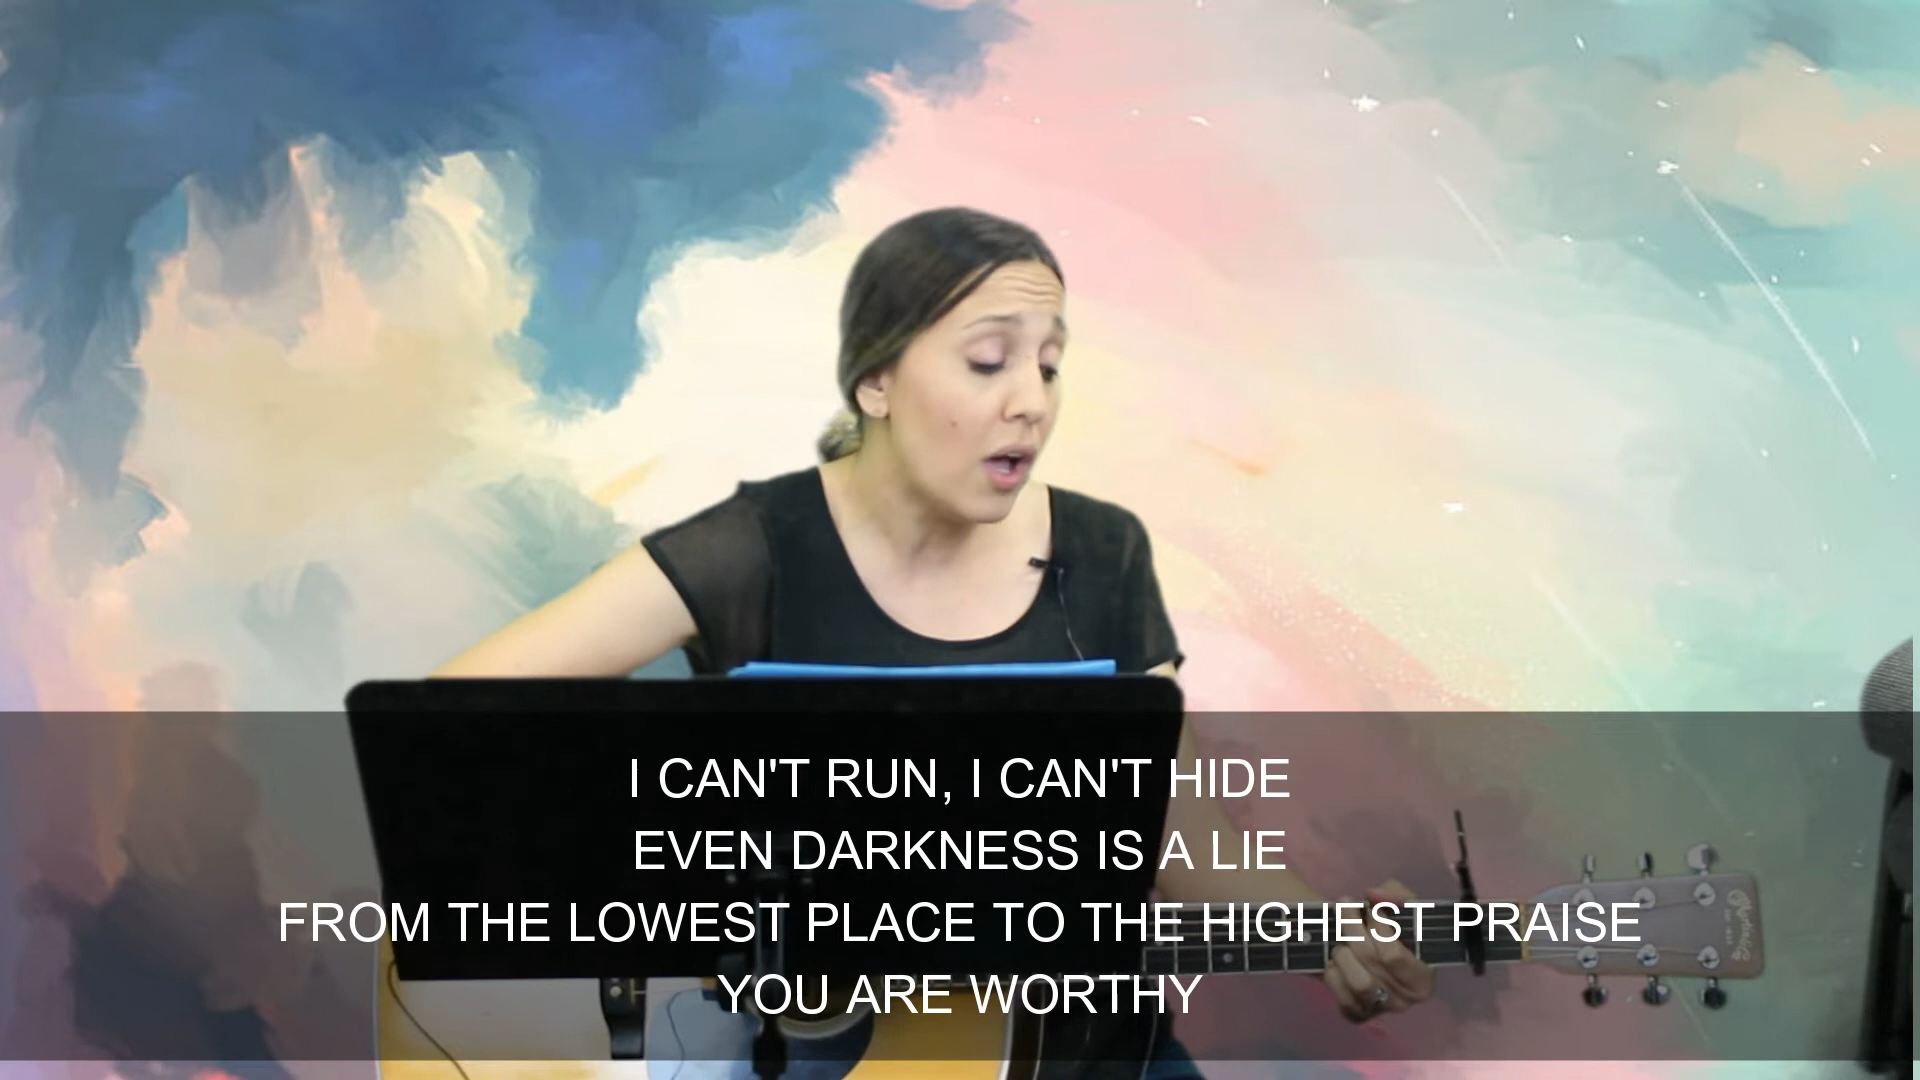 I CAN'T RUN, I CAN'T HIDE
EVEN DARKNESS IS A LIE
FROM THE LOWEST PLACE TO THE HIGHEST PRAISE
YOU ARE WORTHY